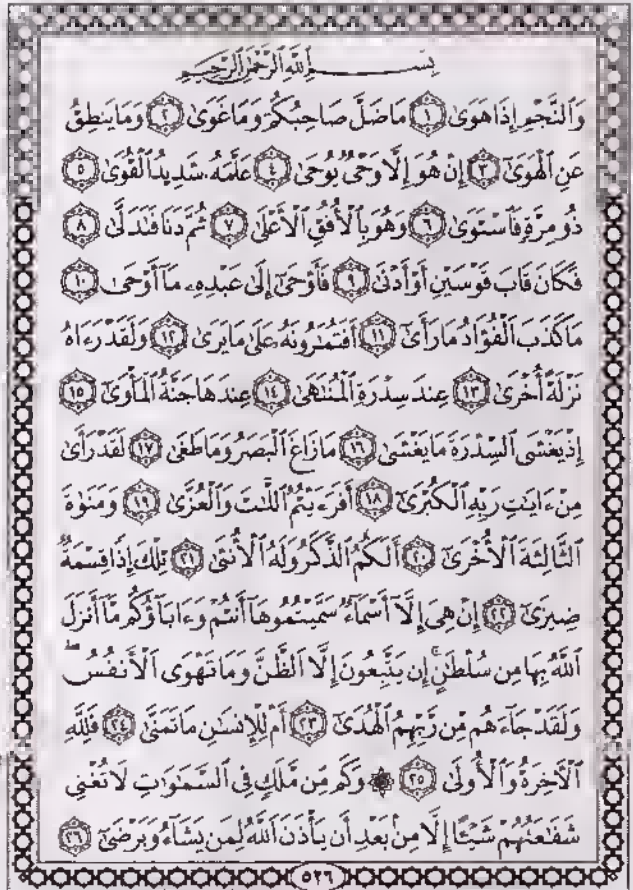 بِسْمِ ٱللَّهِ ٱلرَّحْمَٰنِ ٱلرَّحِيمِ
وَٱلنَّجْمِ إِذَا هَوَىٰ ١ مَا ضَلَّ صَاحِبُكُمْ وَمَا غَوَىٰ ٢ وَمَا يَنطِقُ
عَنِ ٱلْهَوَىٰٓ ٣ إِنْ هُوَ إِلَّا وَحْىٌ يُوحَىٰ ٤ عَلَّمَهُۥ شَدِيدُ ٱلْقُوَىٰ ٥
ذُو مِرَّةٍ فَٱسْتَوَىٰ ٦ وَهُوَ بِٱلْأُفُقِ ٱلْأَعْلَىٰ ٧ ثُمَّ دَنَا فَتَدَلَّىٰ ٨
فَكَانَ قَابَ قَوْسَيْنِ أَوْ أَدْنَىٰ ٩ فَأَوْحَىٰٓ إِلَىٰ عَبْدِهِۦ مَآ أَوْحَىٰ ١٠
مَا كَذَبَ ٱلْفُؤَادُ مَا رَأَىٰٓ ١١ أَفَتُمَٰرُونَهُۥ عَلَىٰ مَا يَرَىٰ ١٢ وَلَقَدْ رَءَاهُ
نَزْلَةً أُخْرَىٰ ١٣ عِندَ سِدْرَةِ ٱلْمُنتَهَىٰ ١٤ عِندَهَا جَنَّةُ ٱلْمَأْوَىٰٓ ١٥
إِذْ يَغْشَى ٱلسِّدْرَةَ مَا يَغْشَىٰ ١٦ مَا زَاغَ ٱلْبَصَرُ وَمَا طَغَىٰ ١٧ لَقَدْ رَأَىٰ
مِنْ ءَايَٰتِ رَبِّهِ ٱلْكُبْرَىٰٓ ١٨ أَفَرَءَيْتُمُ ٱللَّٰتَ وَٱلْعُزَّىٰ ١٩ وَمَنَوٰةَ
ٱلثَّالِثَةَ ٱلْأُخْرَىٰٓ ٢٠ أَلَكُمُ ٱلذَّكَرُ وَلَهُ ٱلْأُنثَىٰ ٢١ تِلْكَ إِذًا قِسْمَةٌ
ضِيزَىٰٓ ٢٢ إِنْ هِىَ إِلَّآ أَسْمَآءٌ سَمَّيْتُمُوهَآ أَنتُمْ وَءَابَآؤُكُم مَّآ أَنزَلَ
ٱللَّهُ بِهَا مِن سُلْطَٰنٍ ۚ إِن يَتَّبِعُونَ إِلَّا ٱلظَّنَّ وَمَا تَهْوَى ٱلْأَنفُسُ ۖ
وَلَقَدْ جَآءَهُم مِّن رَّبِّهِمُ ٱلْهُدَىٰٓ ٢٣ أَمْ لِلْإِنسَٰنِ مَا تَمَنَّىٰ ٢٤ فَلِلَّهِ
ٱلْءَاخِرَةُ وَٱلْأُولَىٰ ٢٥ ۞ وَكَم مِّن مَّلَكٍ فِى ٱلسَّمَٰوَٰتِ لَا تُغْنِى
شَفَٰعَتُهُمْ شَيْـًٔا إِلَّا مِنۢ بَعْدِ أَن يَأْذَنَ ٱللَّهُ لِمَن يَشَآءُ وَيَرْضَىٰٓ ٢٦
٥٢٦